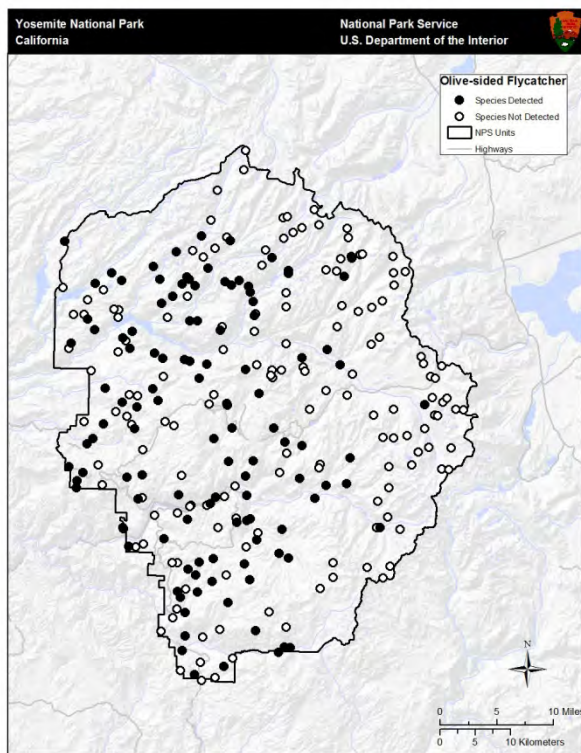 Yosemite National Park
California
National Park Service
U.S. Department of the Interior
Olive-sided Flycatcher
Species Detected
Species Not Detected
NPS Units
Highways
N
0 5 10 Miles
0 5 10 Kilometers